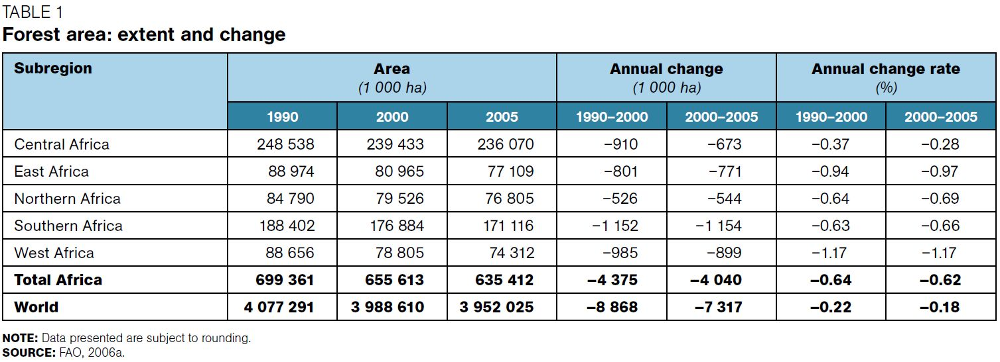 TABLE 1
Forest area: extent and change
Subregion Area Annual change Annual change rate
(1 000 ha) (1 000 ha) (%)
1990 2000 2005 1990–2000 2000–2005 1990–2000 2000–2005
Central Africa 248 538 239 433 236 070 –910 –673 –0.37 –0.28
East Africa 88 974 80 965 77 109 –801 –771 –0.94 –0.97
Northern Africa 84 790 79 526 76 805 –526 –544 –0.64 –0.69
Southern Africa 188 402 176 884 171 116 –1 152 –1 154 –0.63 –0.66
West Africa 88 656 78 805 74 312 –985 –899 –1.17 –1.17
Total Africa 699 361 655 613 635 412 –4 375 –4 040 –0.64 –0.62
World 4 077 291 3 988 610 3 952 025 –8 868 –7 317 –0.22 –0.18
NOTE: Data presented are subject to rounding.
SOURCE: FAO, 2006a.